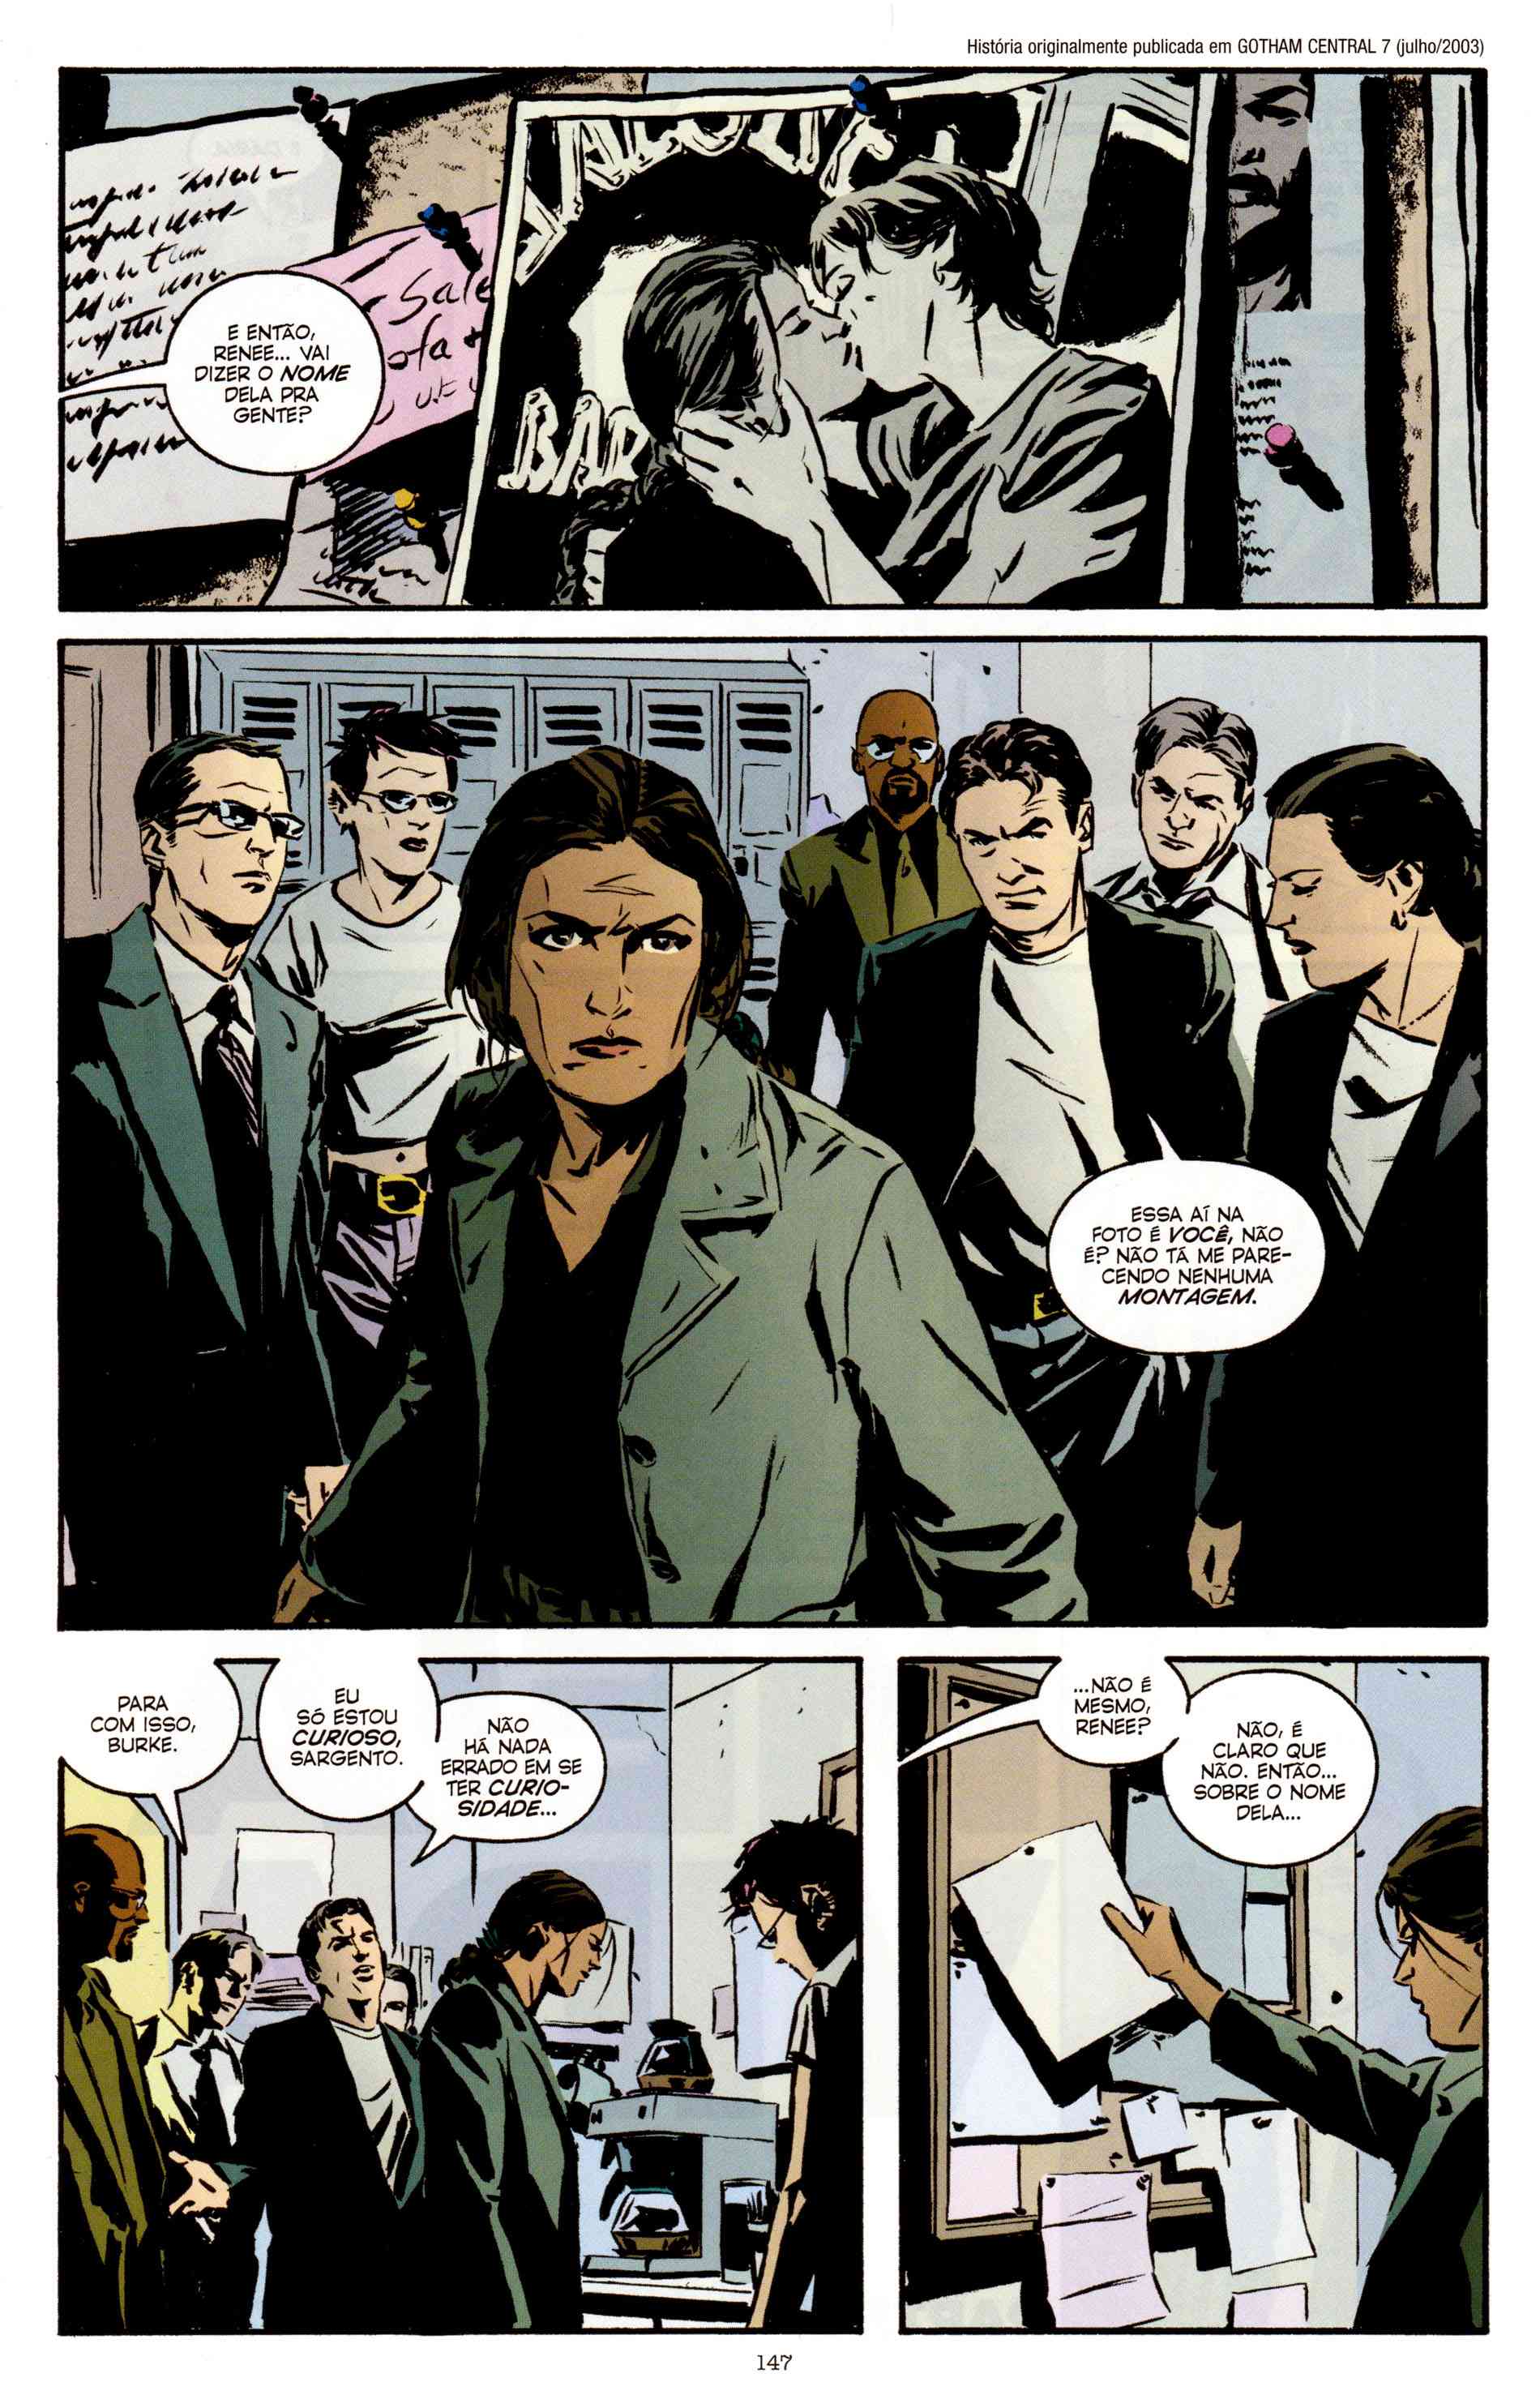 História originalmente publicada em GOTHAM CENTRAL 7 (julho/2003)
E ENTÃO,
RENEE... VAI
DIZER O NOME
DELA PRA
GENTE?
Sale
ofa
BAR
ESSA AÍ NA
FOTO É VOCÊ, NÃO
É? NÃO TÁ ME PARE-
CENDO NENHUMA
MONTAGEM.
PARA
COM ISSO,
BURKE.
EU
SÓ ESTOU
CURIOSO,
SARGENTO.
NÃO
HÁ NADA
ERRADO EM SE
TER CURIO-
SIDADE...
...NÃO É
MESMO,
RENEE?
NÃO, É
CLARO QUE
NÃO. ENTÃO...
SOBRE O NOME
DELA...
147